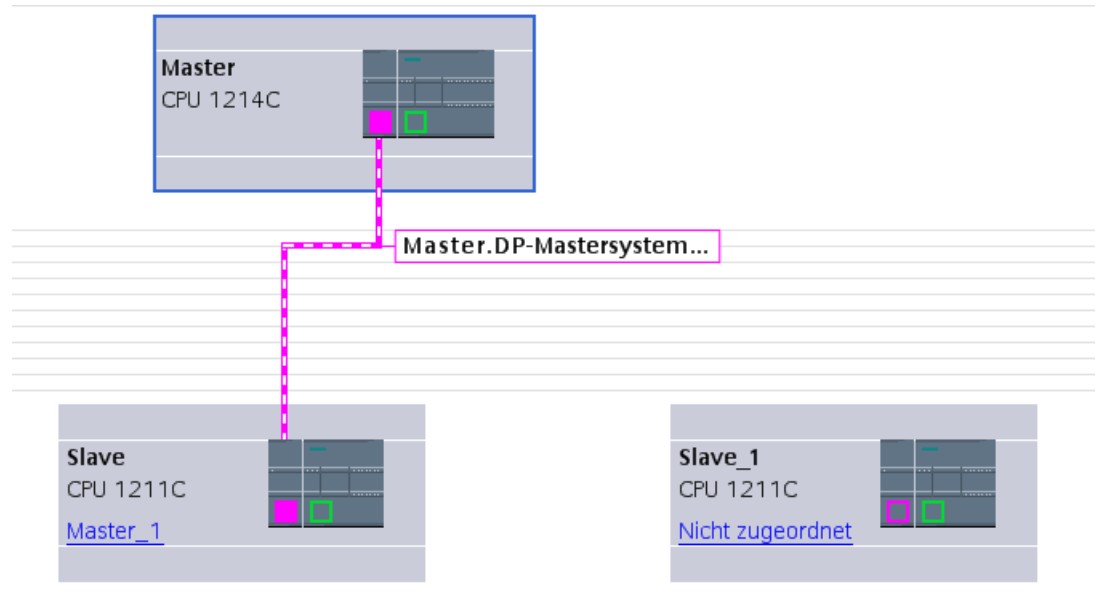 Master
CPU 1214C
Master.DP-Mastersystem...
Slave
CPU 1211C
Master_1
Slave_1
CPU 1211C
Nicht zugeordnet